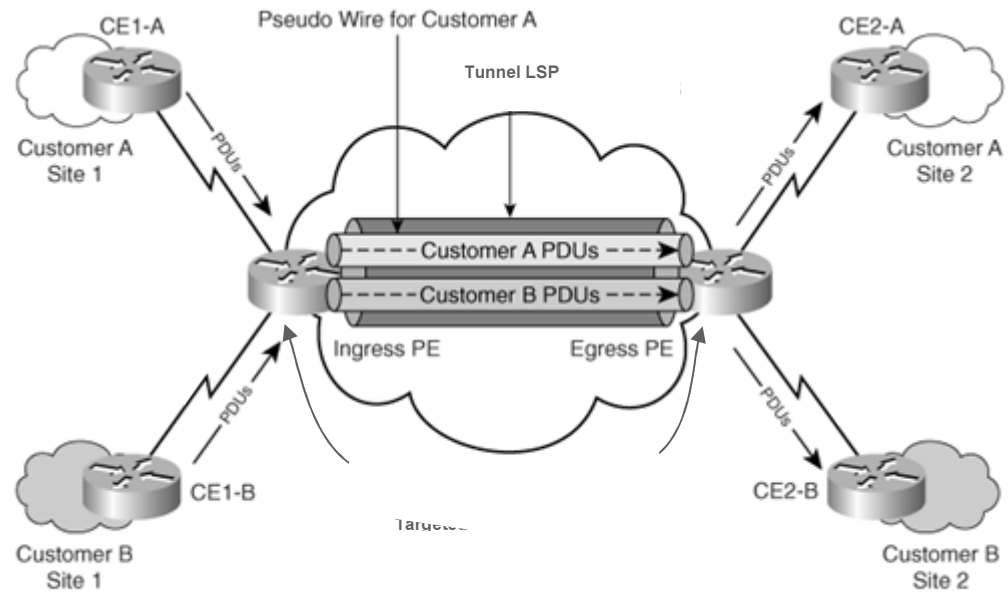 Pseudo Wire for Customer A
CE1-A
CE2-A
Tunnel LSP
PDUs
PDUs
Customer A
Site 1
Customer A
Site 2
Customer A PDUs
Customer B PDUs
Ingress PE
Egress PE
PDUs
PDUs
CE1-B
CE2-B
Customer B
Site 1
Customer B
Site 2